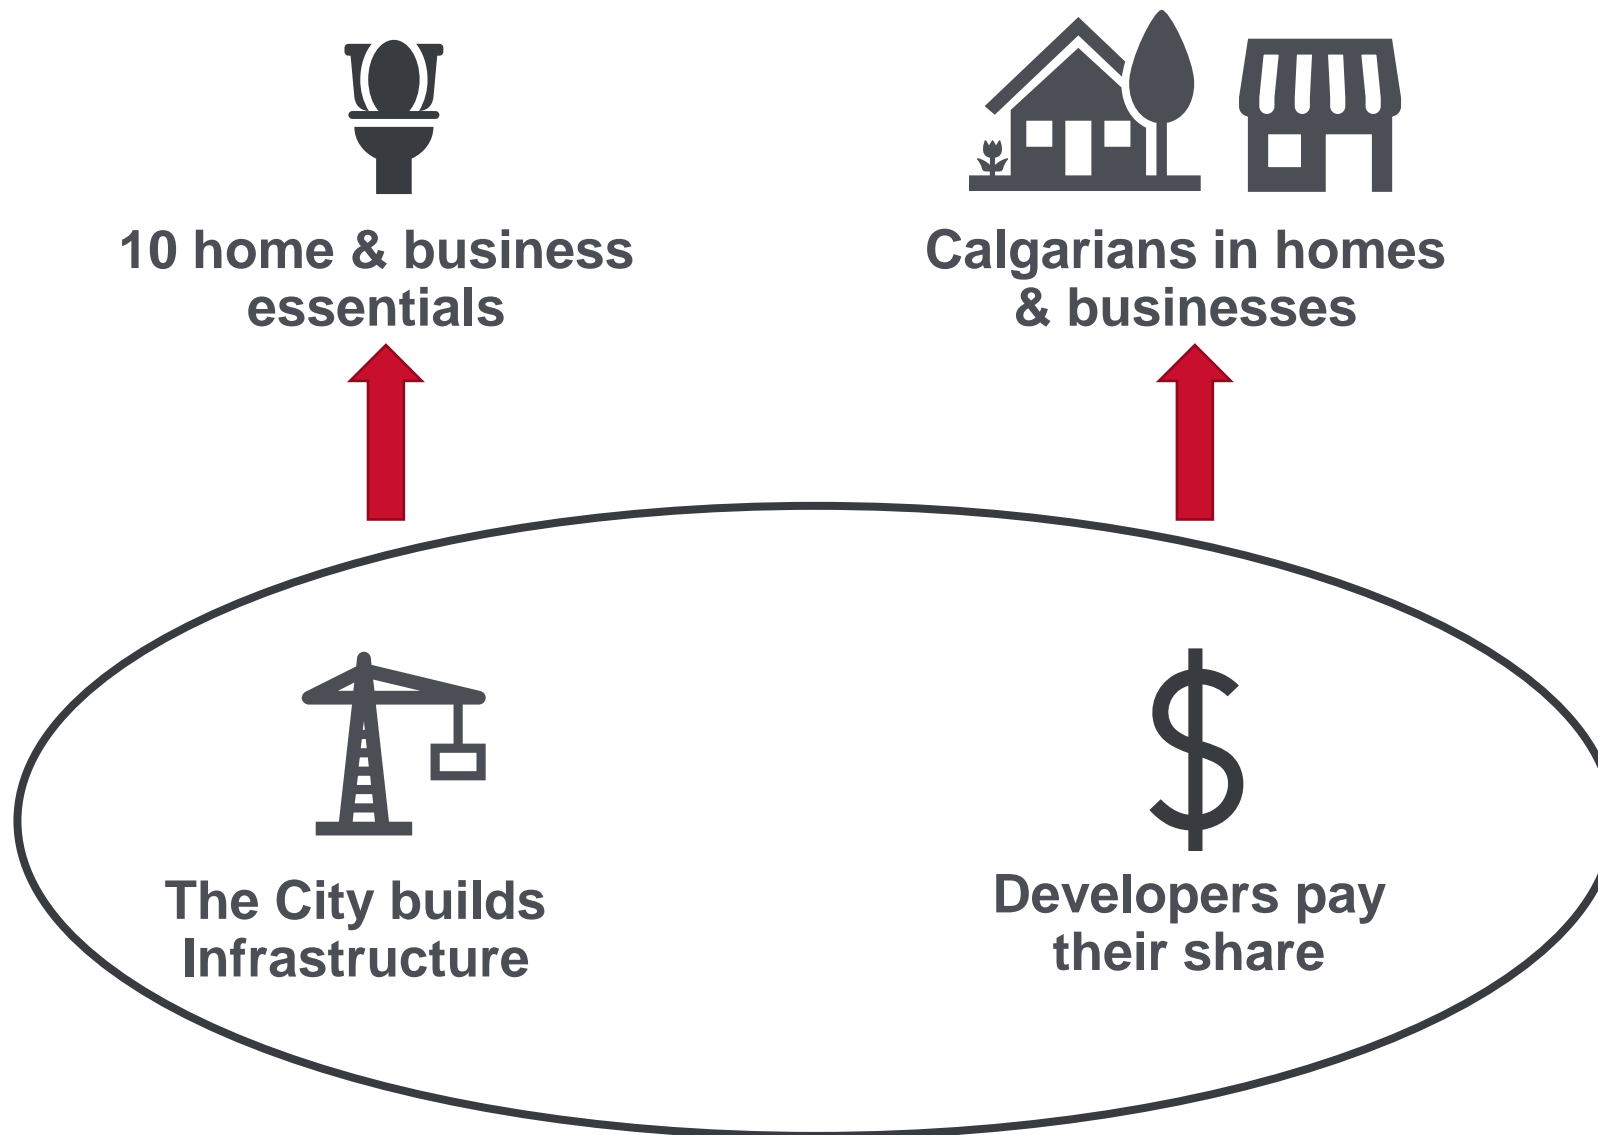 10 home & business
essentials
Calgarians in homes
& businesses
The City builds
Infrastructure
Developers pay
their share